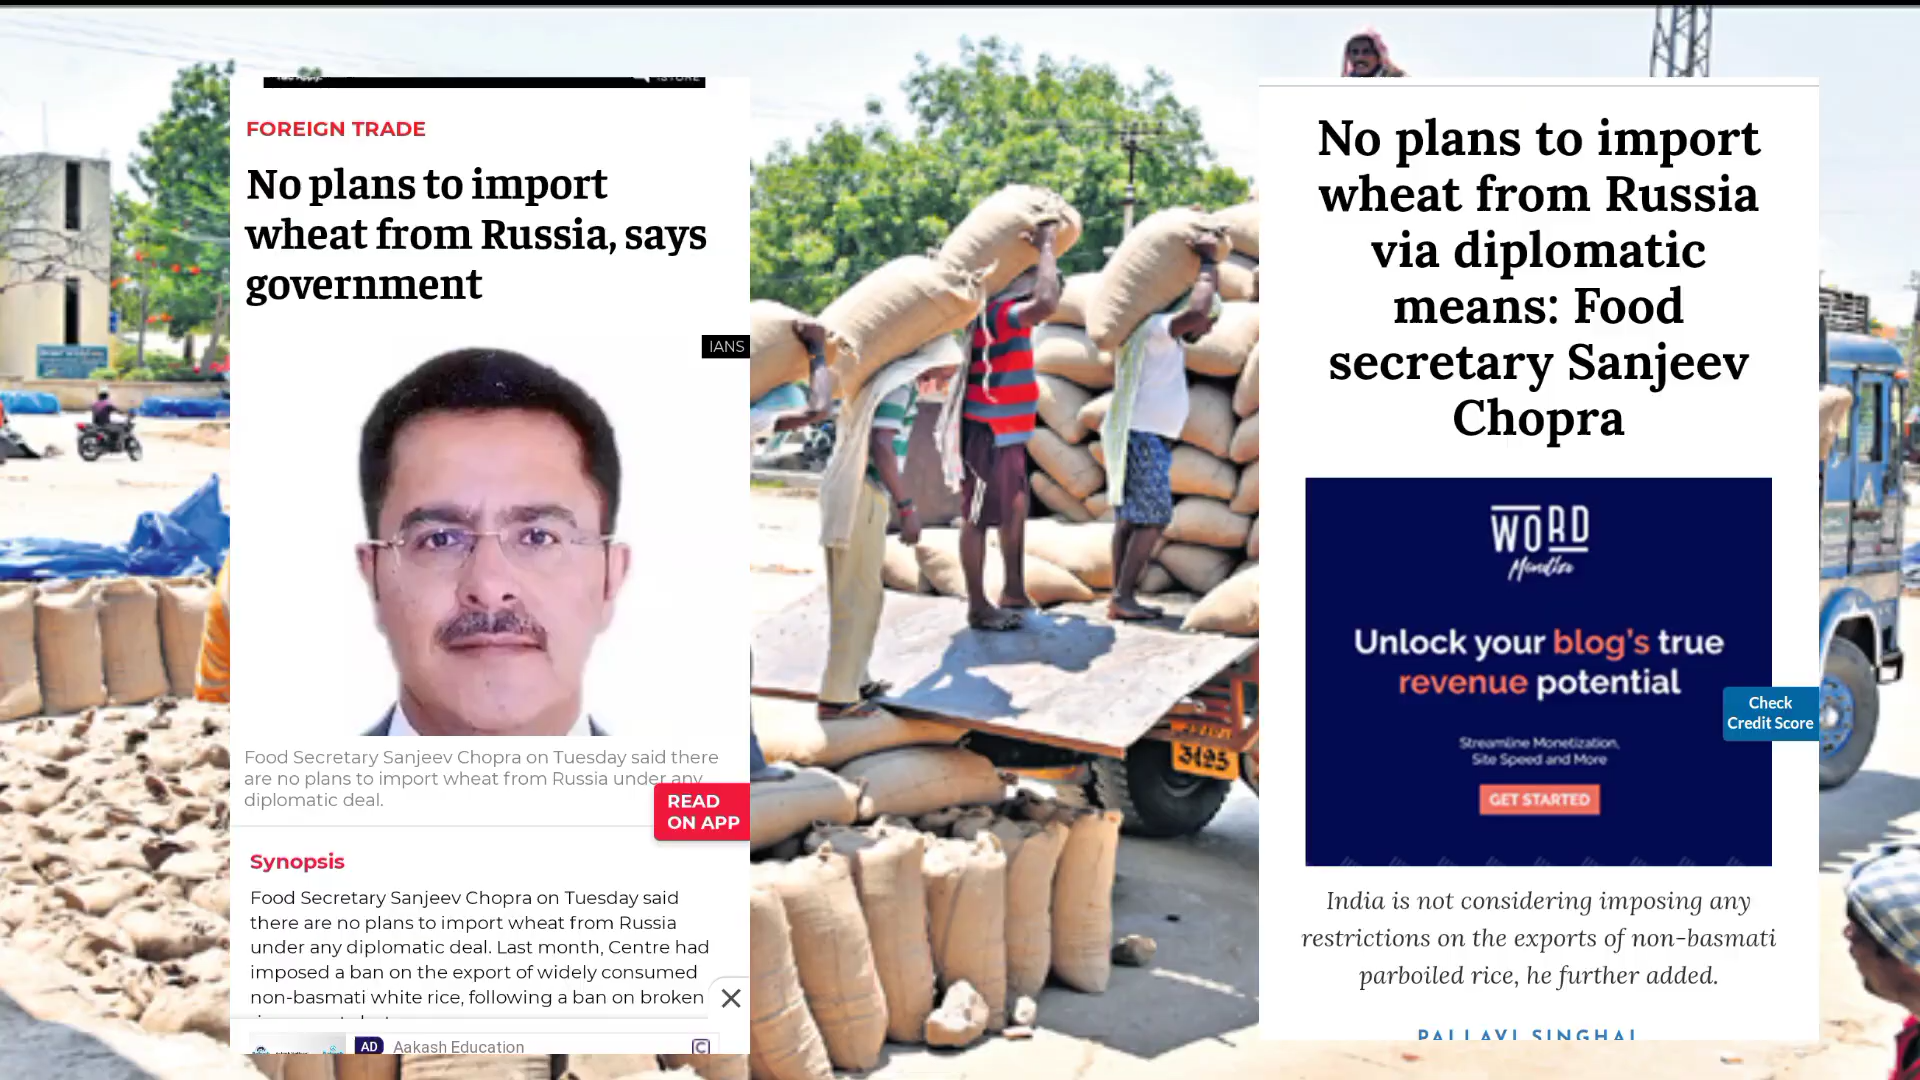 FOREIGN TRADE
No plans to import
wheat from Russia, says
government
IANS
Food Secretary Sanjeev Chopra on Tuesday said there
are no plans to import wheat from Russia under any
diplomatic deal.
READ
ON APP
Synopsis
Food Secretary Sanjeev Chopra on Tuesday said
there are no plans to import wheat from Russia
under any diplomatic deal. Last month, Centre had
imposed a ban on the export of widely consumed
non-basmati white rice, following a ban on broken
AD Aakash Education
3425
No plans to import
wheat from Russia
via diplomatic
means: Food
secretary Sanjeev
Chopra
WORD
Mindtra
Unlock your blog's true
revenue potential
Check
Credit Score
Streamline Monetization,
Site Speed and More
GET STARTED
India is not considering imposing any
restrictions on the exports of non-basmati
parboiled rice, he further added.
PALLAVI SINGHAL